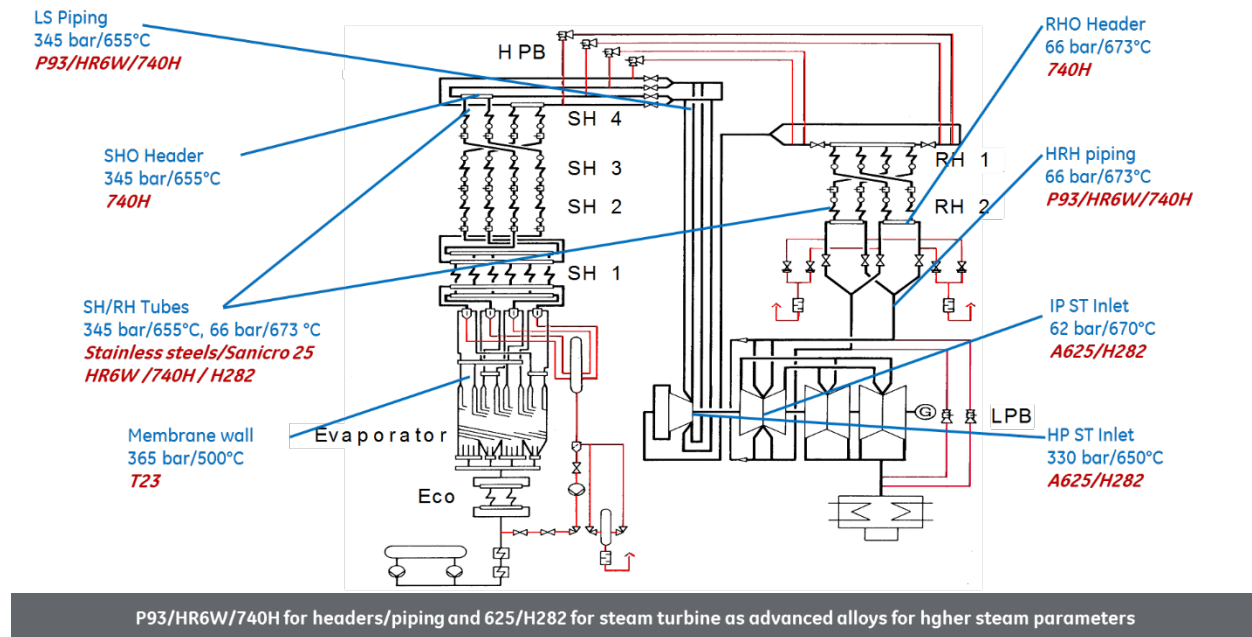 LS Piping
345 bar/655°C
P93/HR6W/740H
H PB
RHO Header
66 bar/673°C
740H
SH 4
SHO Header
345 bar/655°C
740H
SH 3
SH 2
SH 1
RH 1
RH 2
HRH piping
66 bar/673°C
P93/HR6W/740H
SH/RH Tubes
345 bar/655°C, 66 bar/673 °C
Stainless steels/Sanicro 25
HR6W /740H / H282
IP ST Inlet
62 bar/670°C
A625/H282
Membrane wall
365 bar/500°C
T23
Evaporator
Eco
G
LPB
HP ST Inlet
330 bar/650°C
A625/H282
P93/HR6W/740H for headers/piping and 625/H282 for steam turbine as advanced alloys for hgher steam parameters